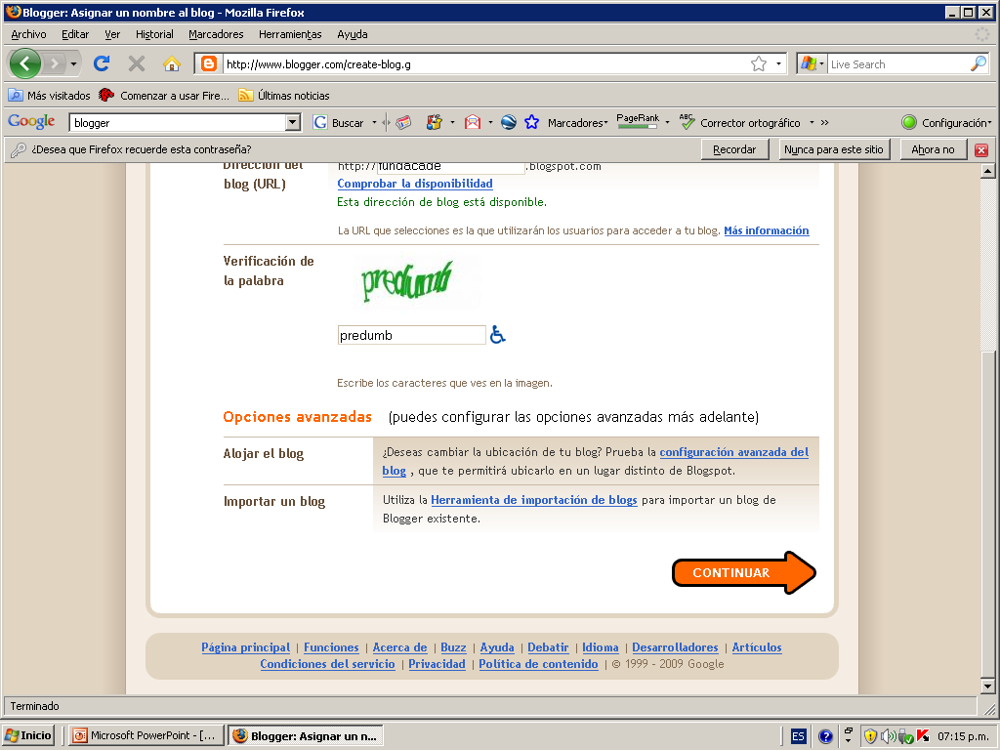 Blogger: Asignar un nombre al blog - Mozilla Firefox
Archivo Editar Ver Historial Marcadores Herramientas Ayuda
http://www.blogger.com/create-blog.g
Live Search
Más visitados Comenzar a usar Fire... Últimas noticias
Google blogger Buscar Marcadores PageRank ABC Corrector ortográfico » Configuración
¿Desea que Firefox recuerde esta contraseña? Recordar Nunca para este sitio Ahora no
Dirección del
blog (URL)
http://fundacade.blogspot.com
Comprobar la disponibilidad
Esta dirección de blog está disponible.
La URL que selecciones es la que utilizarán los usuarios para acceder a tu blog. Más información
Verificación de
la palabra
predumb
predumb
Escribe los caracteres que ves en la imagen.
Opciones avanzadas (puedes configurar las opciones avanzadas más adelante)
Alojar el blog
¿Deseas cambiar la ubicación de tu blog? Prueba la configuración avanzada del
blog , que te permitirá ubicarlo en un lugar distinto de Blogspot.
Importar un blog
Utiliza la Herramienta de importación de blogs para importar un blog de
Blogger existente.
CONTINUAR
Página principal | Funciones | Acerca de | Buzz | Ayuda | Debatir | Idioma | Desarrolladores | Artículos
Condiciones del servicio | Privacidad | Política de contenido | © 1999 - 2009 Google
Terminado
Inicio Microsoft PowerPoint - [... Blogger: Asignar un n... ES 07:15 p.m.